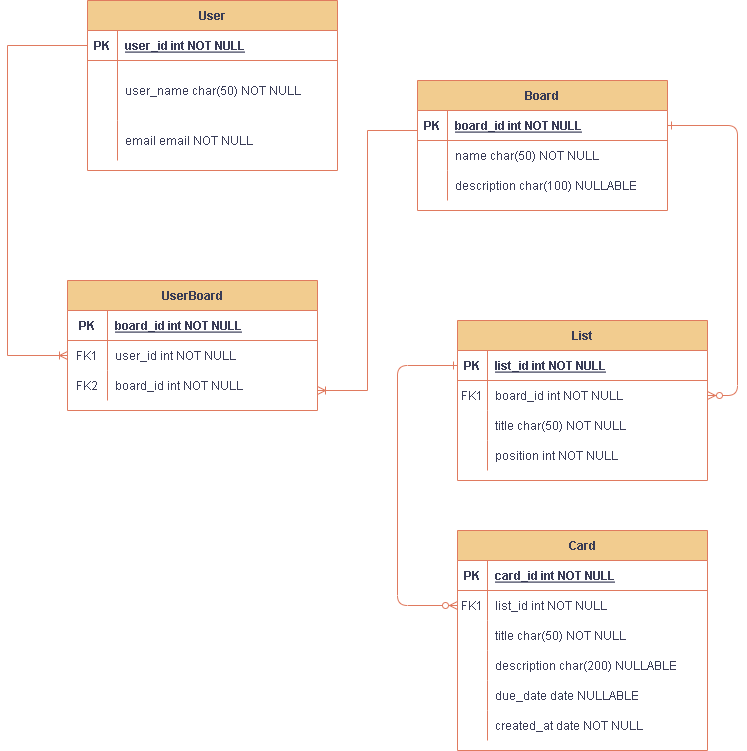 User
PK user_id int NOT NULL
user_name char(50) NOT NULL
email email NOT NULL
Board
PK board_id int NOT NULL
name char(50) NOT NULL
description char(100) NULLABLE
UserBoard
PK board_id int NOT NULL
FK1 user_id int NOT NULL
FK2 board_id int NOT NULL
List
PK list_id int NOT NULL
FK1 board_id int NOT NULL
title char(50) NOT NULL
position int NOT NULL
Card
PK card_id int NOT NULL
FK1 list_id int NOT NULL
title char(50) NOT NULL
description char(200) NULLABLE
due_date date NULLABLE
created_at date NOT NULL